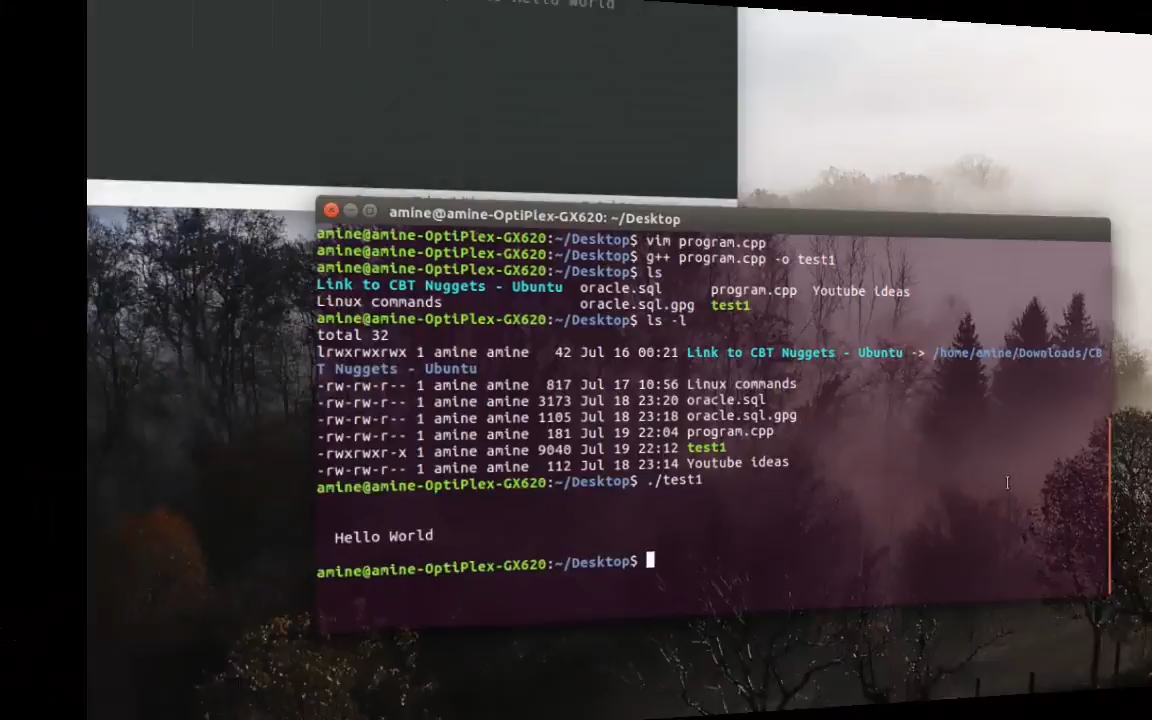 Hello World
amine@amine-OptiPlex-GX620: ~/Desktop
amine@amine-OptiPlex-GX620:~/Desktop$ vim program.cpp
amine@amine-OptiPlex-GX620:~/Desktop$ g++ program.cpp -o test1
amine@amine-OptiPlex-GX620:~/Desktop$ ls
Link to CBT Nuggets - Ubuntu  oracle.sql      program.cpp  Youtube ideas
Linux commands                oracle.sql.gpg  test1
amine@amine-OptiPlex-GX620:~/Desktop$ ls -l
total 32
lrwxrwxrwx 1 amine amine   42 Jul 16 00:21 Link to CBT Nuggets - Ubuntu -> /home/amine/Downloads/CB
T Nuggets - Ubuntu
-rw-rw-r-- 1 amine amine  817 Jul 17 10:56 Linux commands
-rw-rw-r-- 1 amine amine 3173 Jul 18 23:20 oracle.sql
-rw-rw-r-- 1 amine amine 1105 Jul 18 23:18 oracle.sql.gpg
-rw-rw-r-- 1 amine amine  181 Jul 19 22:04 program.cpp
-rwxrwxr-x 1 amine amine 9040 Jul 19 22:12 test1
-rw-rw-r-- 1 amine amine  112 Jul 18 23:14 Youtube ideas
amine@amine-OptiPlex-GX620:~/Desktop$ ./test1
Hello World
amine@amine-OptiPlex-GX620:~/Desktop$